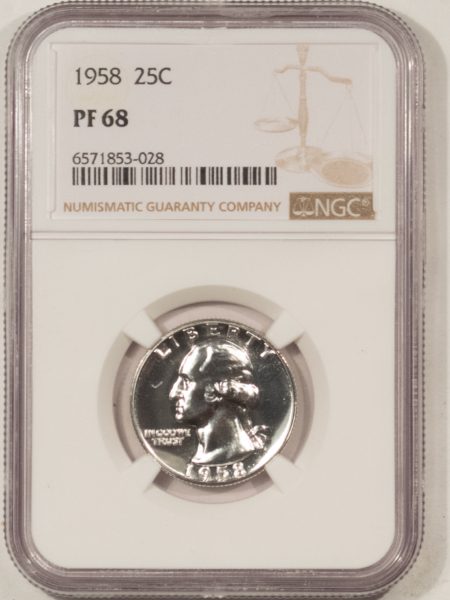 1958 25C
PF 68
6571853-028
NUMISMATIC GUARANTY COMPANY NGC®
LIBERTY
IN GOD WE
TRUST
1958